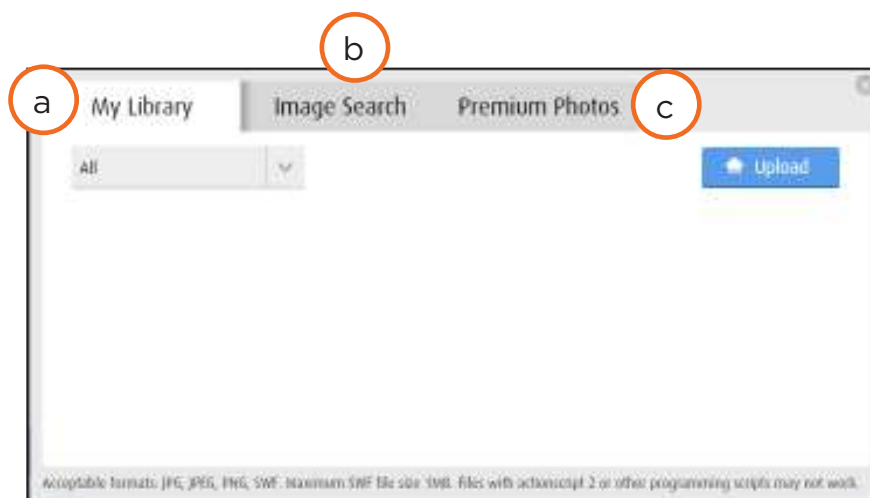 b
a My Library Image Search Premium Photos c
All Upload
Acceptable formats: JPG, JPEG, PNG, SWF. Maximum SWF file size 1MB. Files with actionscript 2 or other programming scripts may not work.